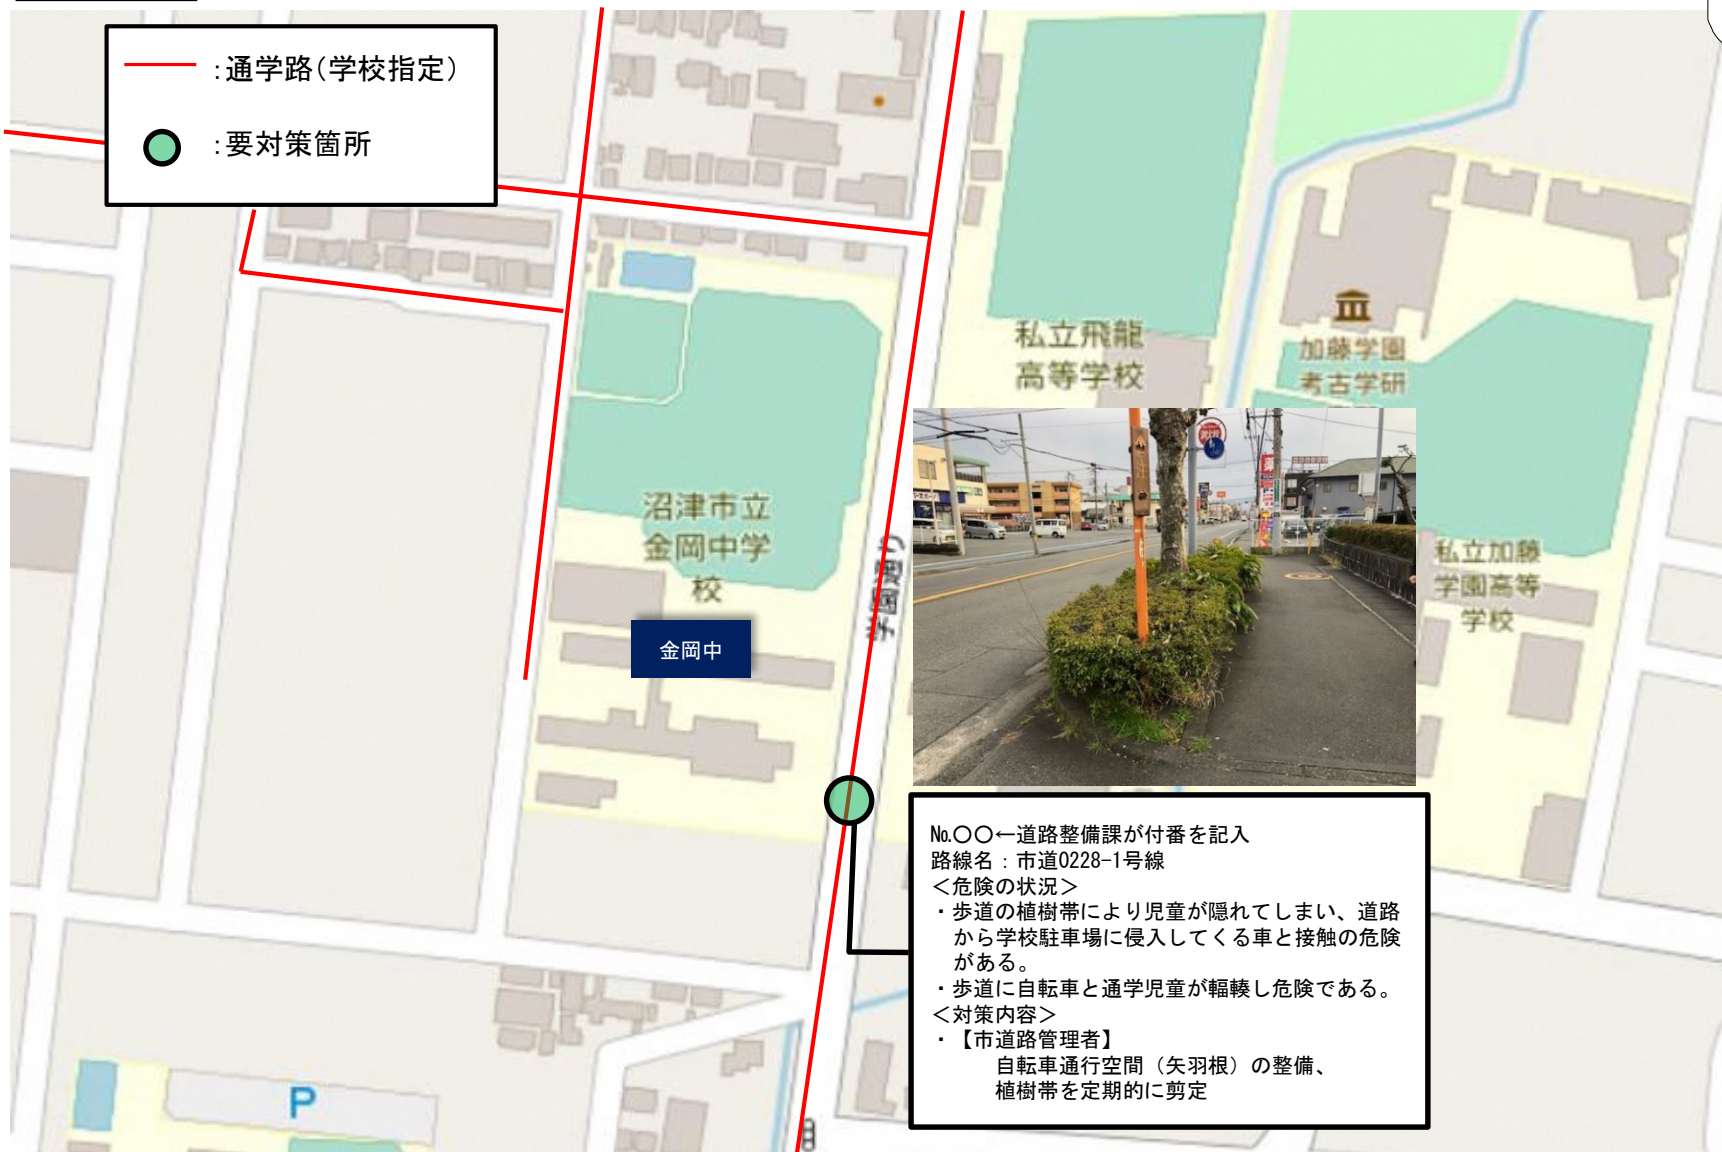 :通学路(学校指定)
:要対策箇所
私立飛龍
高等学校
加藤学園
考古学研
沼津市立
金岡中学
校
金岡中
学園通り
私立加藤
学園高等
学校
№〇〇←道路整備課が付番を記入
路線名：市道0228-1号線
＜危険の状況＞
・歩道の植樹帯により児童が隠れてしまい、道路
から学校駐車場に侵入してくる車と接触の危険
がある。
・歩道に自転車と通学児童が輻輳し危険である。
＜対策内容＞
・【市道路管理者】
自転車通行空間（矢羽根）の整備、
植樹帯を定期的に剪定
P